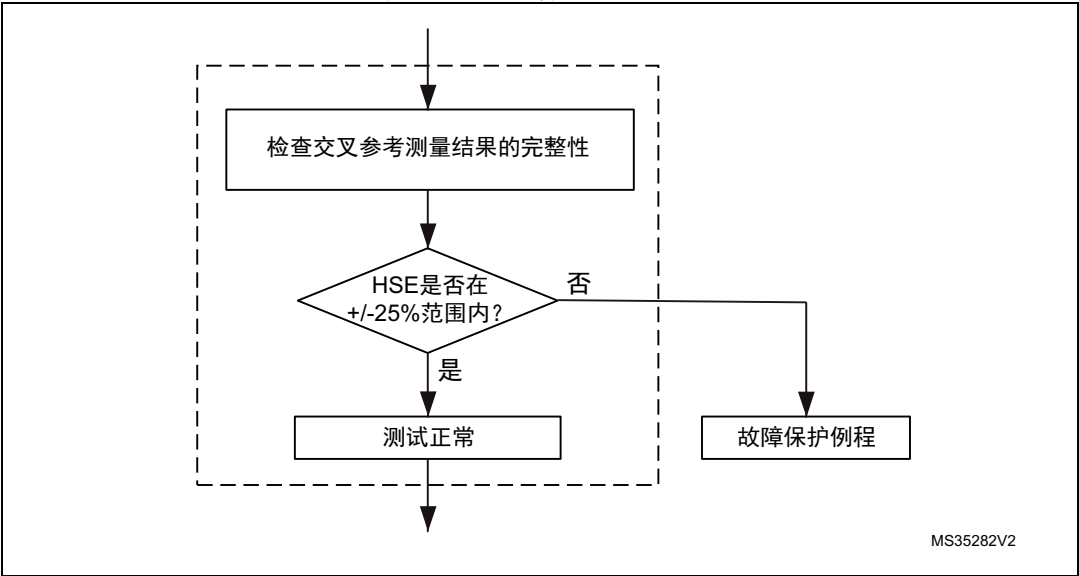 检查交叉参考测量结果的完整性
HSE是否在
+/-25%范围内?
否
是
测试正常
故障保护例程
MS35282V2